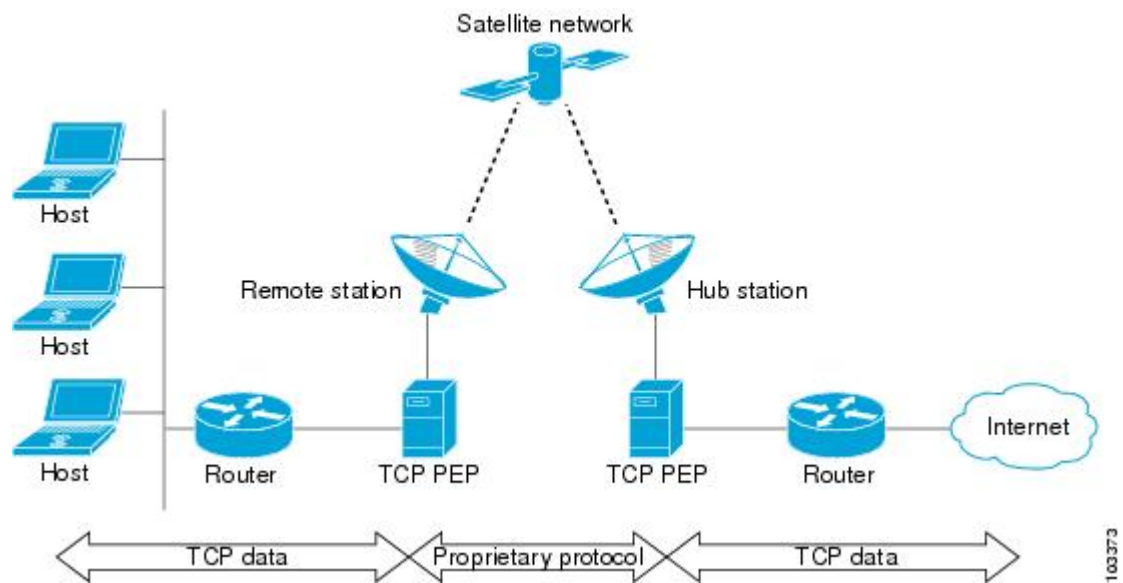 Satellite network
Host
Remote station
Hub station
Host
Internet
Host
Router
TCP PEP
TCP PEP
Router
TCP data
Proprietary protocol
TCP data
103373